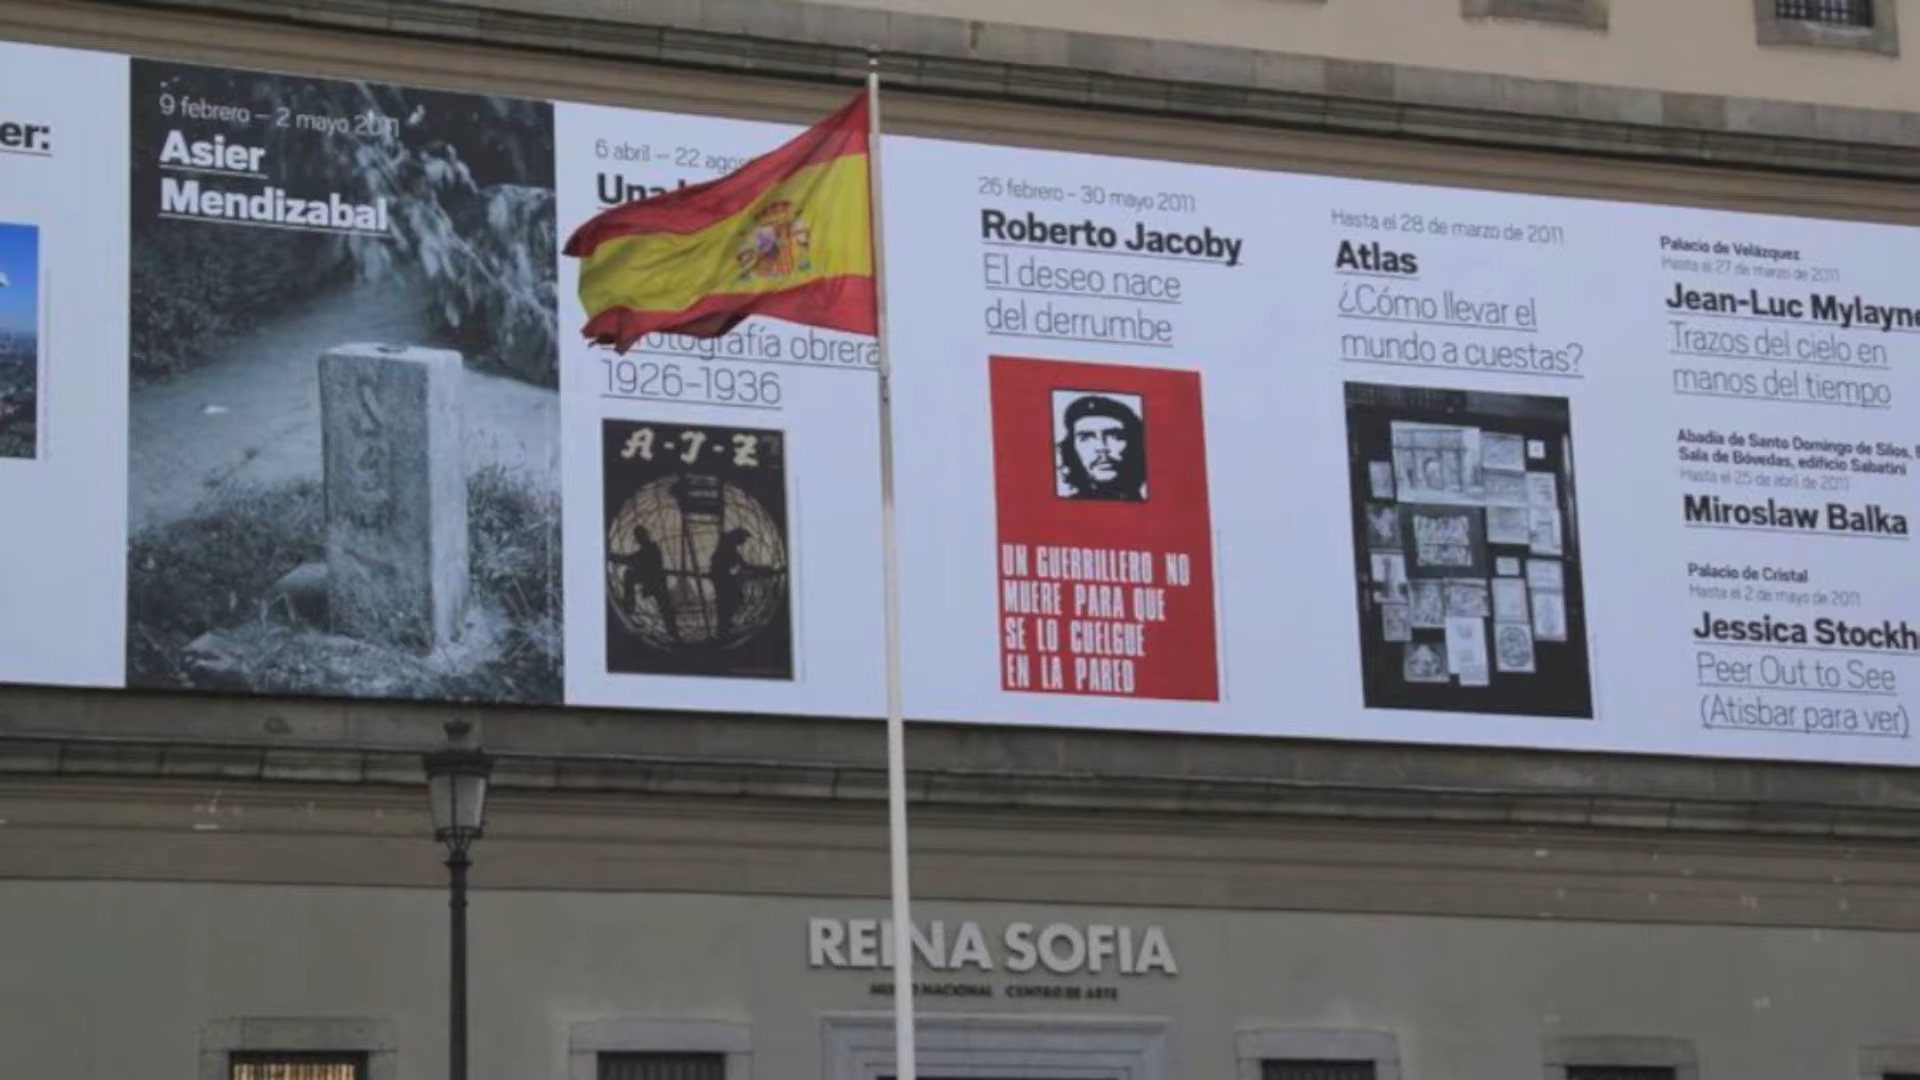 er:
9 febrero – 2 mayo 2011
Asier
Mendizabal
6 abril – 22 agos
Una
fotografía obrera
1926-1936
A-I-Z
26 febrero - 30 mayo 2011
Roberto Jacoby
El deseo nace
del derrumbe
UN GUERRILLERO NO
MUERE PARA QUE
SE LO CUELGUE
EN LA PARED
Hasta el 28 de marzo de 2011
Atlas
¿Cómo llevar el
mundo a cuestas?
Palacio de Velázquez
Hasta el 27 de marzo de 2011
Jean-Luc Mylayne
Trazos del cielo en
manos del tiempo
Abadía de Santo Domingo de Silos,
Sala de Bóvedas, edificio Sabatini
Hasta el 25 de abril de 2011
Miroslaw Balka
Palacio de Cristal
Hasta el 2 de mayo de 2011
Jessica Stockh
Peer Out to See
(Atisbar para ver)
REINA SOFIA
MUSEO NACIONAL CENTRO DE ARTE